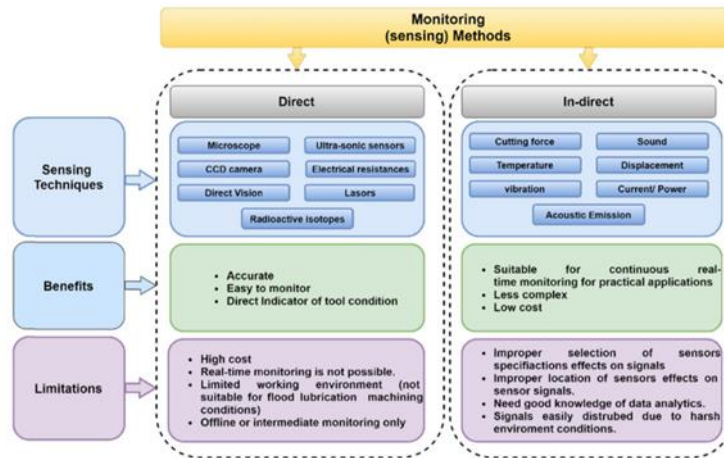 Monitoring
(sensing) Methods
Direct
In-direct
Sensing
Techniques
Microscope
Ultra-sonic sensors
CCD camera
Electrical resistances
Direct Vision
Lasors
Radioactive isotopes
Cutting force
Sound
Temperature
Displacement
vibration
Current/ Power
Acoustic Emission
Benefits
• Accurate
• Easy to monitor
• Direct Indicator of tool condition
• Suitable for continuous real-
time monitoring for practical applications
• Less complex
• Low cost
Limitations
• High cost
• Real-time monitoring is not possible.
• Limited working environment (not
suitable for flood lubrication machining
conditions)
• Offline or intermediate monitoring only
• Improper selection of sensors
specifiactions effects on signals
• Improper location of sensors effects on
sensor signals.
• Need good knowledge of data analytics.
• Signals easily distrubed due to harsh
enviroment conditions.